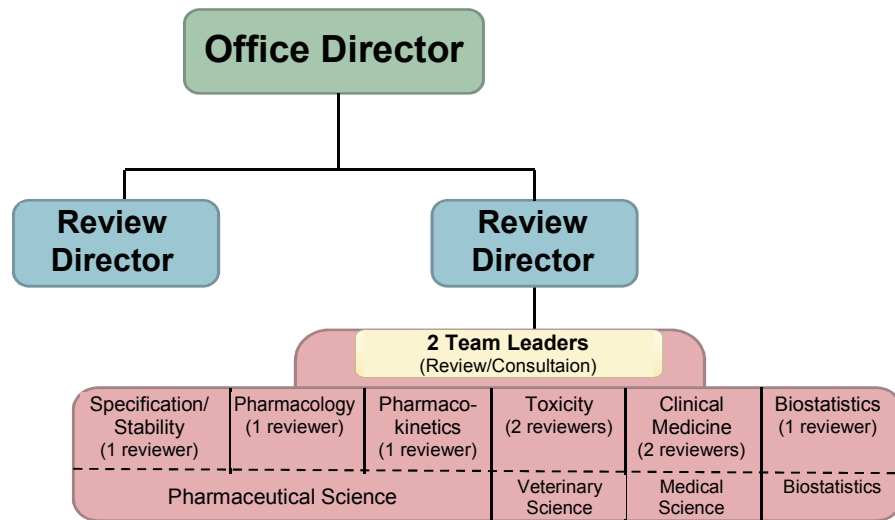 Office Director
Review
Director
Review
Director
2 Team Leaders
(Review/Consultaion)
Specification/
Stability
(1 reviewer)
Pharmacology
(1 reviewer)
Pharmaco-
kinetics
(1 reviewer)
Toxicity
(2 reviewers)
Clinical
Medicine
(2 reviewers)
Biostatistics
(1 reviewer)
Pharmaceutical Science
Veterinary
Science
Medical
Science
Biostatistics